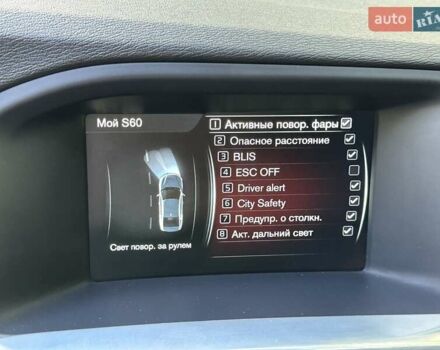 auto RIA
Мой S60
Свет повор. за рулем
1 Активные повор. фары
2 Опасное расстояние
3 BLIS
4 ESC OFF
5 Driver alert
6 City Safety
7 Предупр. о столкн.
8 Акт. дальний свет